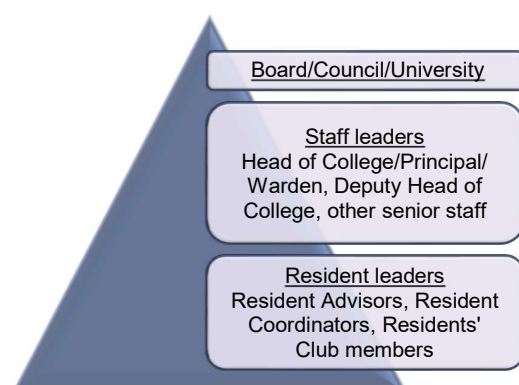 Board/Council/University
Staff leaders
Head of College/Principal/
Warden, Deputy Head of
College, other senior staff
Resident leaders
Resident Advisors, Resident
Coordinators, Residents'
Club members